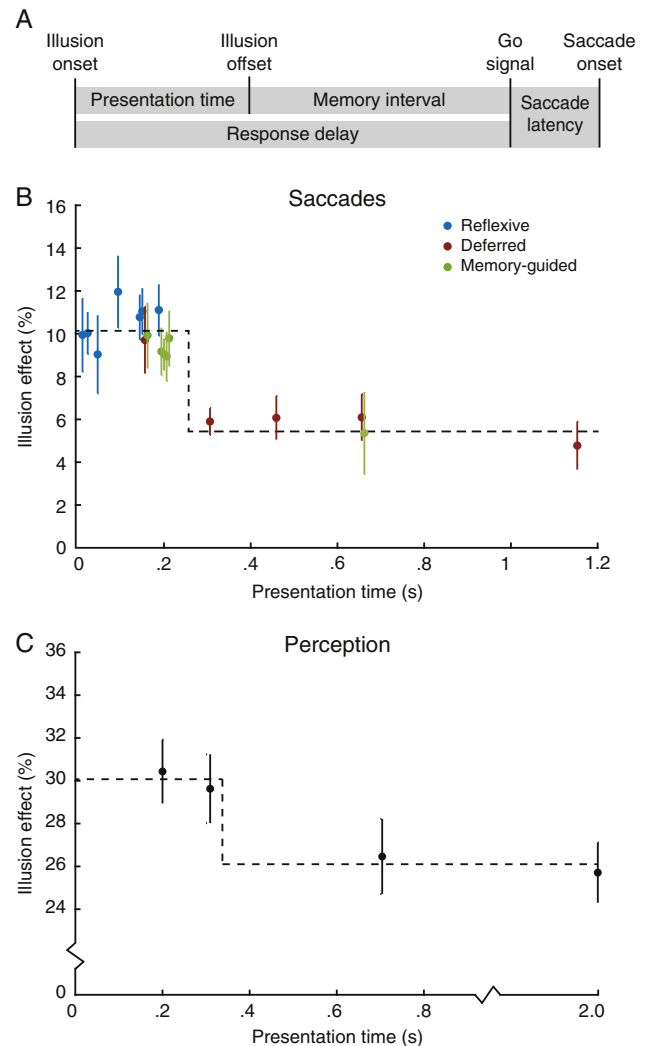 A
Illusion onset
Illusion offset
Go signal
Saccade onset
Presentation time
Memory interval
Saccade latency
Response delay
B
Saccades
Illusion effect (%)
16
14
12
10
8
6
4
2
0
Reflexive
Deferred
Memory-guided
0
.2
.4
.6
.8
1
1.2
Presentation time (s)
C
Perception
Illusion effect (%)
36
34
32
30
28
26
24
0
0
.2
.4
.6
.8
2.0
Presentation time (s)